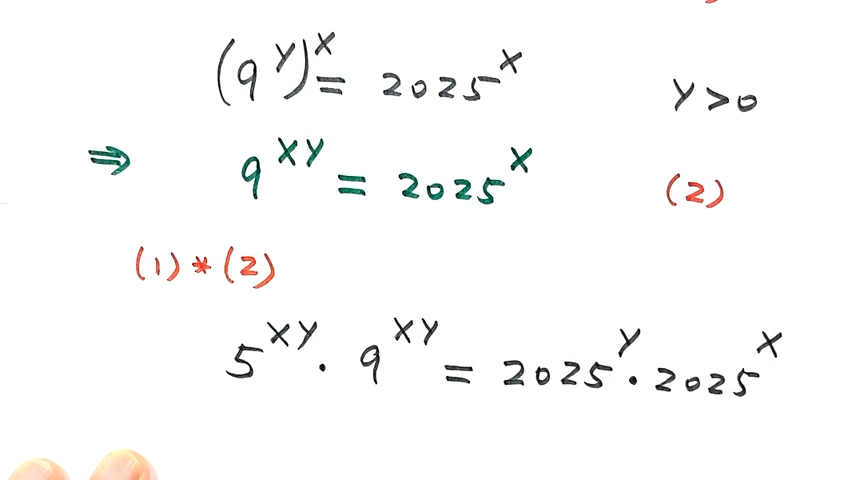 (9^Y)^X = 2025^X Y>0
⇒ 9^XY = 2025^X (2)
(1)*(2)
5^XY · 9^XY = 2025^Y · 2025^X